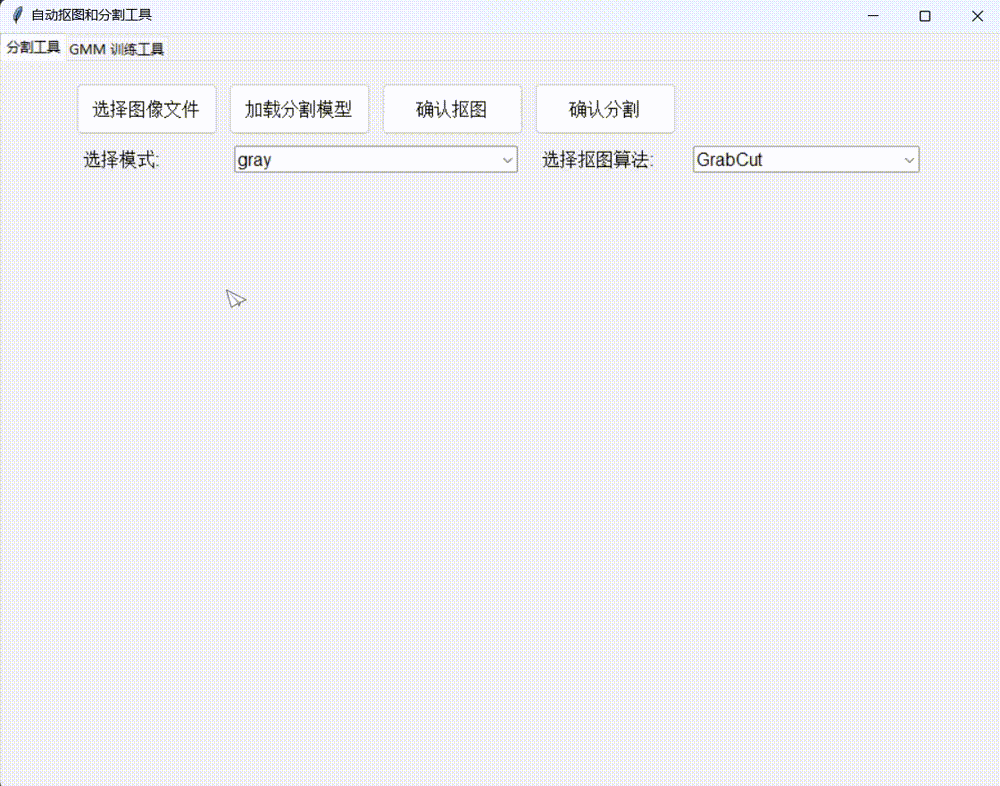 自动抠图和分割工具
分割工具 GMM 训练工具
选择图像文件 加载分割模型 确认抠图 确认分割
选择模式: gray 选择抠图算法: GrabCut